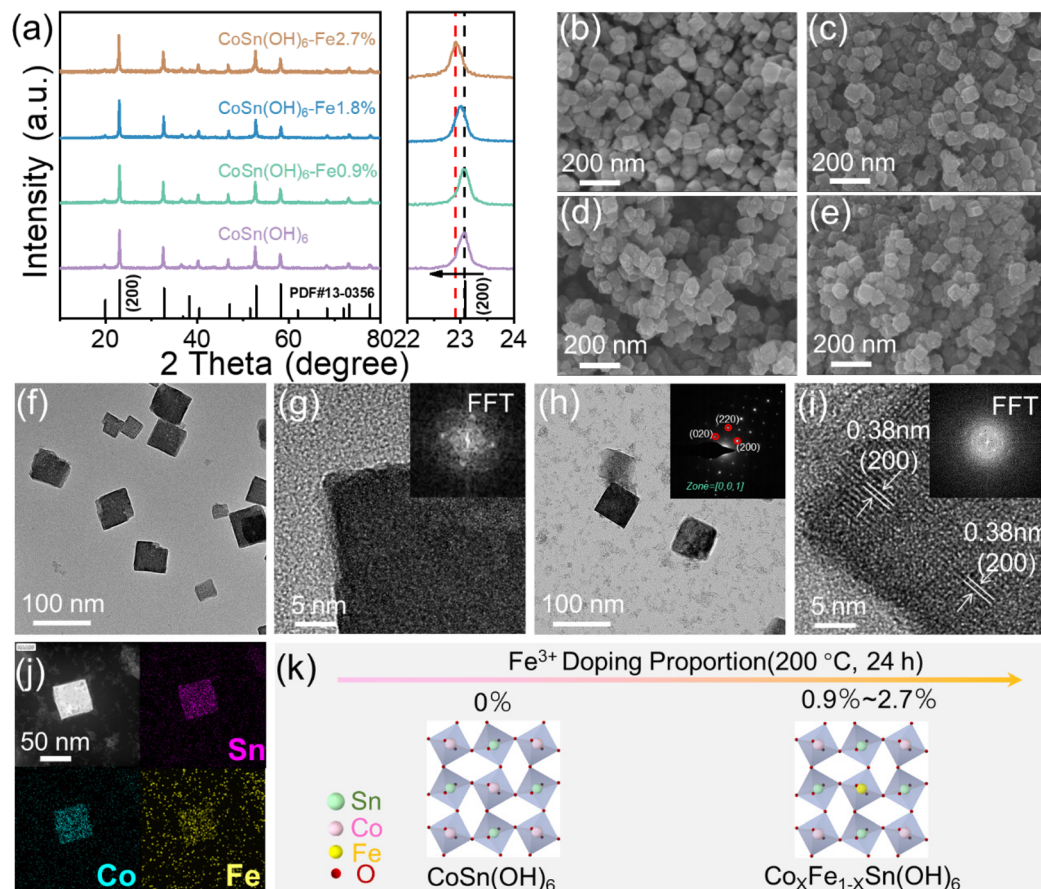 (a)
Intensity (a.u.)
CoSn(OH)₆-Fe2.7%
CoSn(OH)₆-Fe1.8%
CoSn(OH)₆-Fe0.9%
CoSn(OH)₆
(200)
PDF#13-0356
(200)
20 40 60 80 22 23 24
2 Theta (degree)
(b)
200 nm
(c)
200 nm
(d)
200 nm
(e)
200 nm
(f)
100 nm
(g)
FFT
5 nm
(h)
(220)
(020)
(200)
Zone=[0,0,1]
100 nm
(i)
FFT
0.38nm
(200)
0.38nm
(200)
5 nm
(j)
50 nm
Sn
Co
Fe
(k)
Fe³⁺ Doping Proportion(200 °C, 24 h)
0%
0.9%~2.7%
Sn
Co
Fe
O
CoSn(OH)₆
CoₓFe₁₋ₓSn(OH)₆